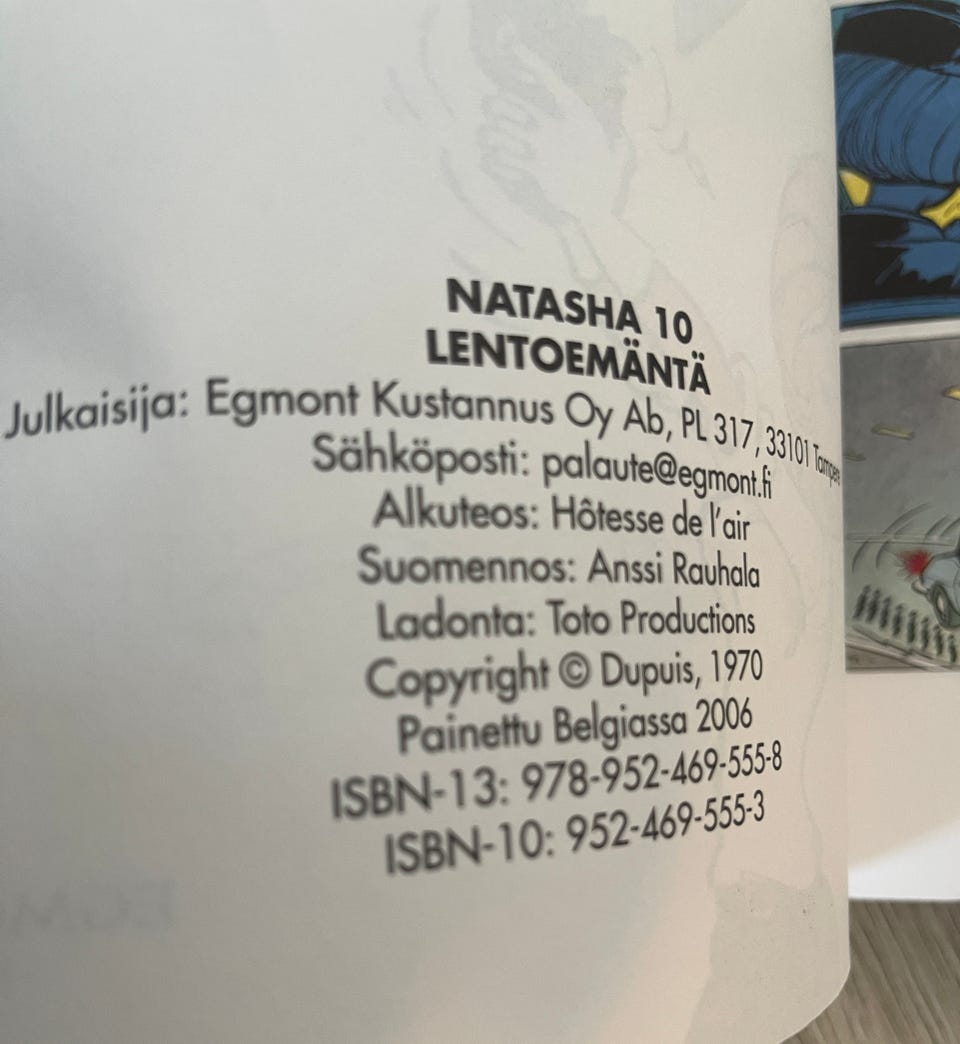 NATASHA 10
LENTOEMÄNTÄ
Julkaisija: Egmont Kustannus Oy Ab, PL 317, 33101 Tampere
Sähköposti: palaute@egmont.fi
Alkuteos: Hôtesse de l'air
Suomennos: Anssi Rauhala
Ladonta: Toto Productions
Copyright © Dupuis, 1970
Painettu Belgiassa 2006
ISBN-13: 978-952-469-555-8
ISBN-10: 952-469-555-3